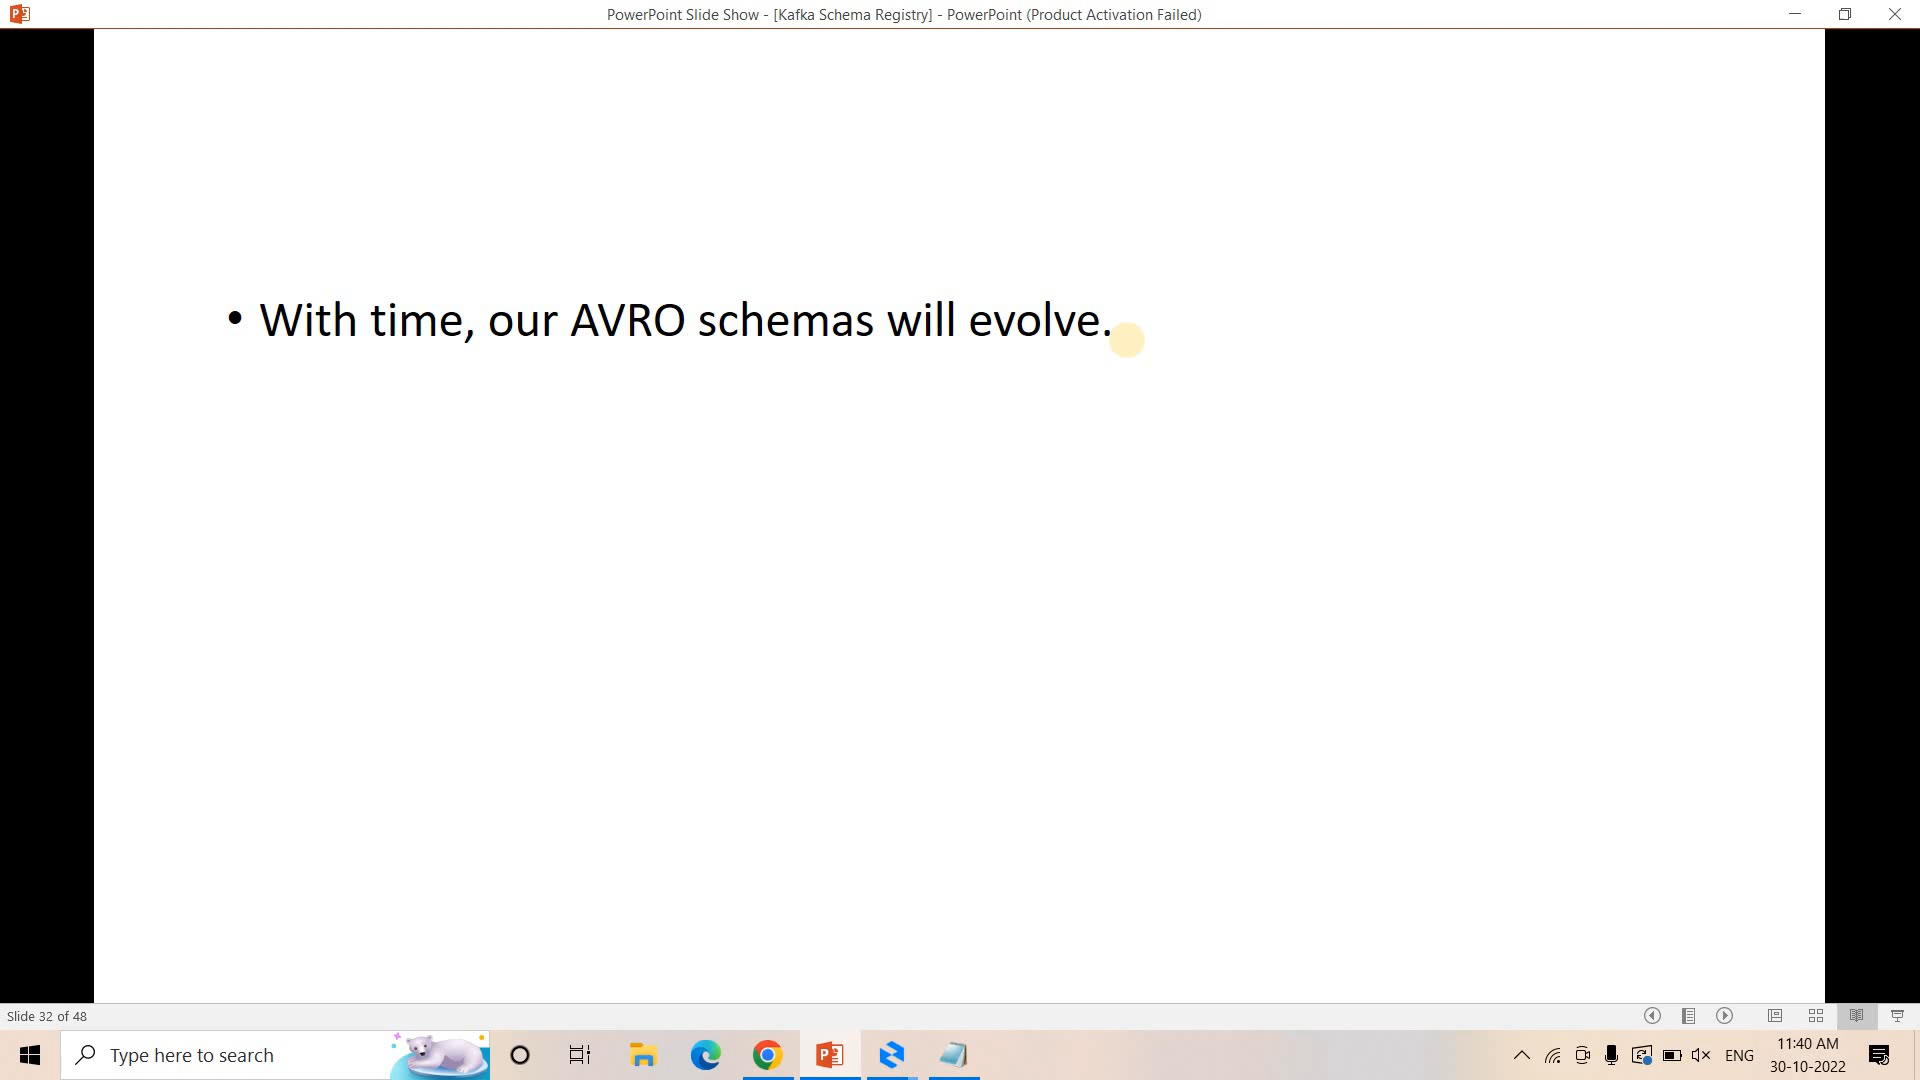 PowerPoint Slide Show - [Kafka Schema Registry] - PowerPoint (Product Activation Failed)
• With time, our AVRO schemas will evolve.
Slide 32 of 48
Type here to search
ENG
11:40 AM
30-10-2022